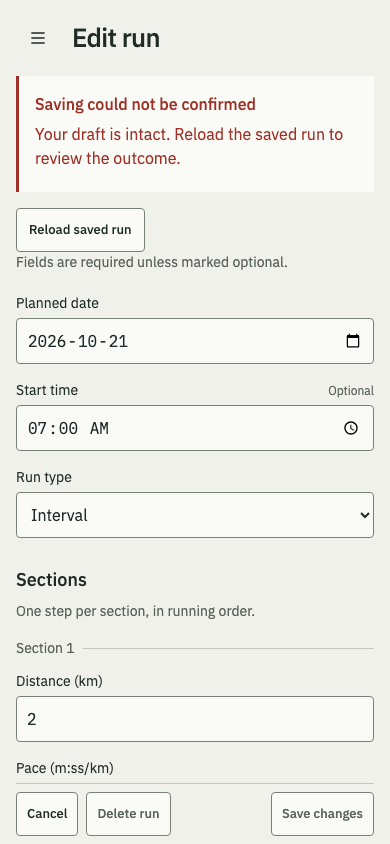 Edit run
Saving could not be confirmed
Your draft is intact. Reload the saved run to
review the outcome.
Reload saved run
Fields are required unless marked optional.
Planned date
2026-10-21
Start time Optional
07:00 AM
Run type
Interval
Sections
One step per section, in running order.
Section 1
Distance (km)
2
Pace (m:ss/km)
Cancel Delete run Save changes